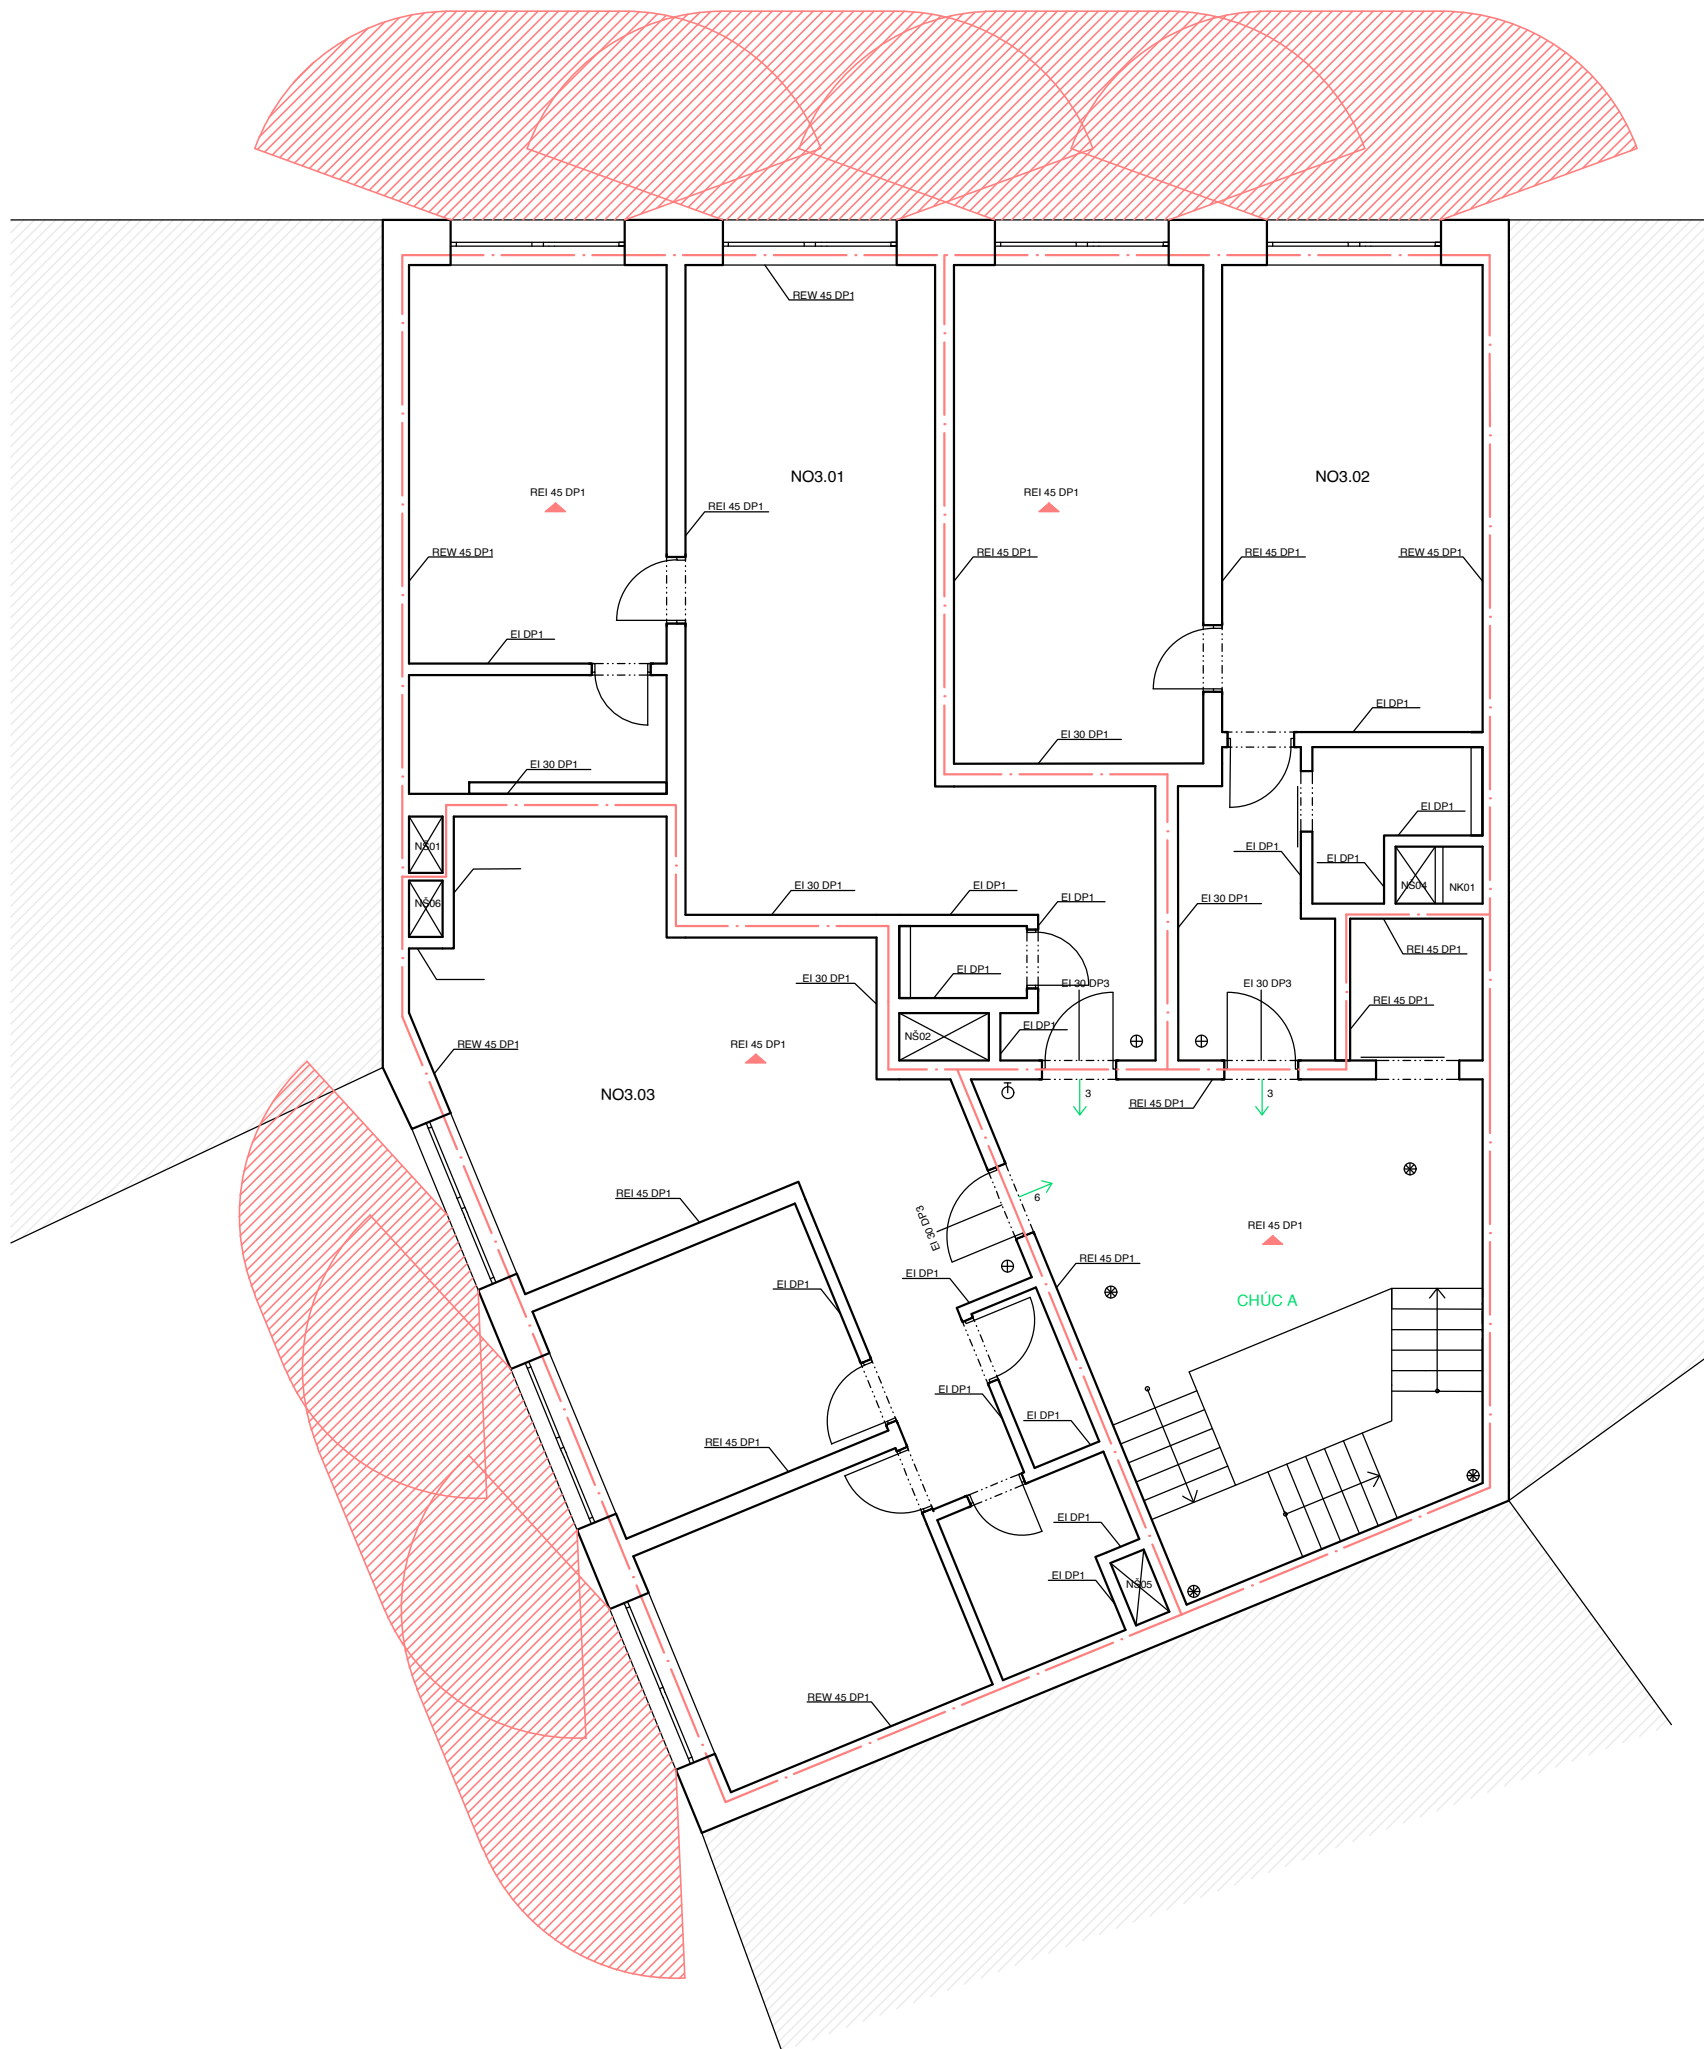 REW 45 DP1
NO3.01
NO3.02
REI 45 DP1
REI 45 DP1
REI 45 DP1
REW 45 DP1
REI 45 DP1
REI 45 DP1
REW 45 DP1
EI DP1
EI DP1
EI 30 DP1
EI 30 DP1
EI DP1
NŠ01
EI DP1
EI DP1
EI 30 DP1
EI DP1
NŠ04
NK01
EI DP1
EI 30 DP1
NŠ06
REI 45 DP1
EI DP1
EI 30 DP1
EI 30 DP3
EI 30 DP3
REI 45 DP1
EI DP1
NŠ02
REW 45 DP1
REI 45 DP1
NO3.03
3
3
REI 45 DP1
REI 45 DP1
6
EI 30 DP3
REI 45 DP1
REI 45 DP1
EI DP1
EI DP1
CHÚC A
EI DP1
EI DP1
REI 45 DP1
EI DP1
EI DP1
NŠ05
REW 45 DP1